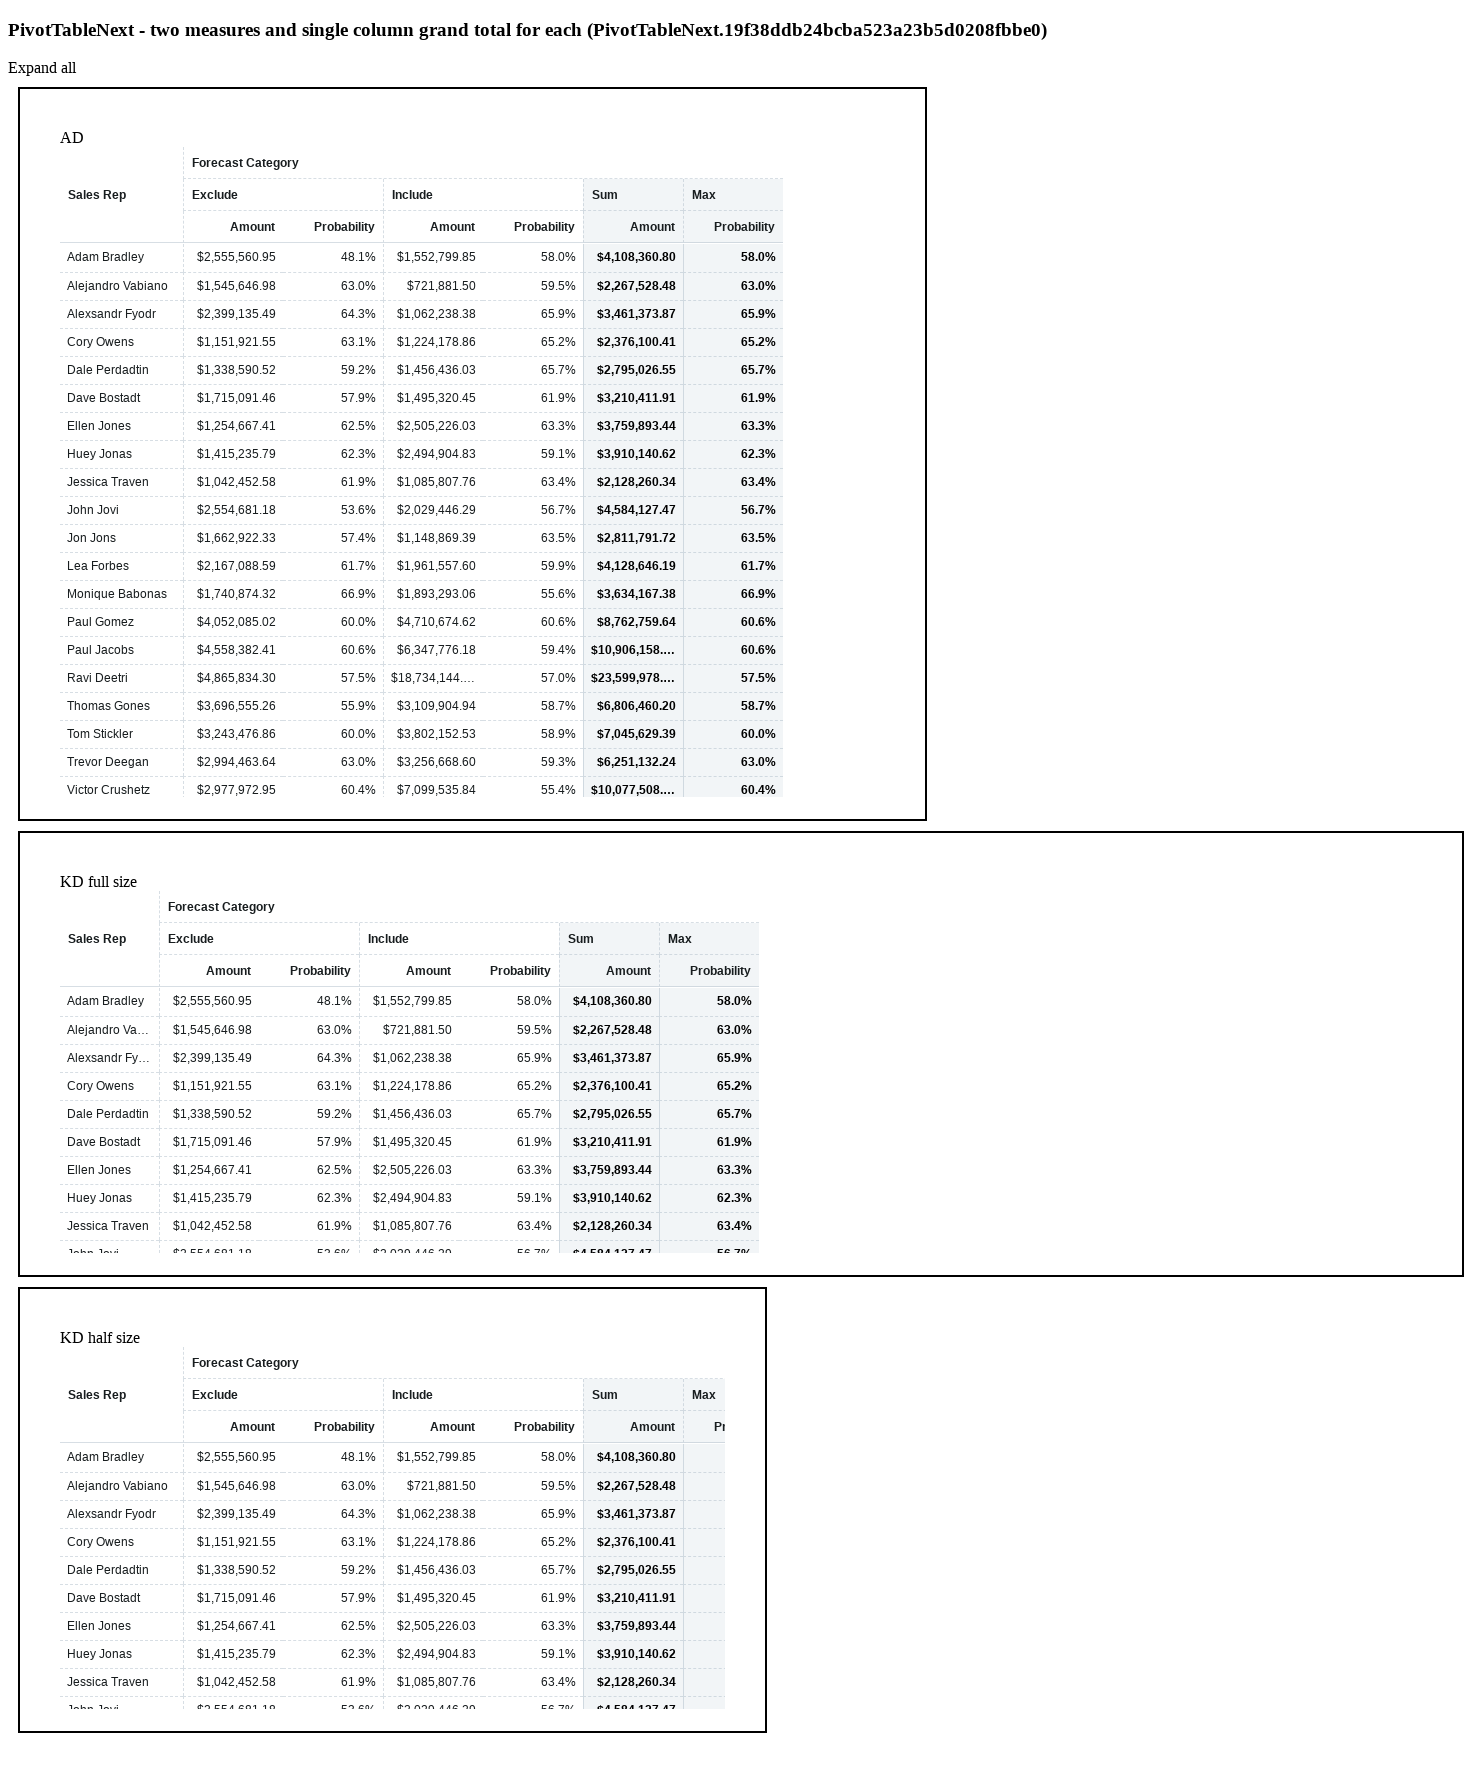 PivotTableNext - two measures and single column grand total for each (PivotTableNext.19f38ddb24bcba523a23b5d0208fbbe0)
Expand all
AD
Forecast Category
Sales Rep Exclude Include Sum Max
Amount Probability Amount Probability Amount Probability
Adam Bradley $2,555,560.95 48.1% $1,552,799.85 58.0% $4,108,360.80 58.0%
Alejandro Vabiano $1,545,646.98 63.0% $721,881.50 59.5% $2,267,528.48 63.0%
Alexsandr Fyodr $2,399,135.49 64.3% $1,062,238.38 65.9% $3,461,373.87 65.9%
Cory Owens $1,151,921.55 63.1% $1,224,178.86 65.2% $2,376,100.41 65.2%
Dale Perdadtin $1,338,590.52 59.2% $1,456,436.03 65.7% $2,795,026.55 65.7%
Dave Bostadt $1,715,091.46 57.9% $1,495,320.45 61.9% $3,210,411.91 61.9%
Ellen Jones $1,254,667.41 62.5% $2,505,226.03 63.3% $3,759,893.44 63.3%
Huey Jonas $1,415,235.79 62.3% $2,494,904.83 59.1% $3,910,140.62 62.3%
Jessica Traven $1,042,452.58 61.9% $1,085,807.76 63.4% $2,128,260.34 63.4%
John Jovi $2,554,681.18 53.6% $2,029,446.29 56.7% $4,584,127.47 56.7%
Jon Jons $1,662,922.33 57.4% $1,148,869.39 63.5% $2,811,791.72 63.5%
Lea Forbes $2,167,088.59 61.7% $1,961,557.60 59.9% $4,128,646.19 61.7%
Monique Babonas $1,740,874.32 66.9% $1,893,293.06 55.6% $3,634,167.38 66.9%
Paul Gomez $4,052,085.02 60.0% $4,710,674.62 60.6% $8,762,759.64 60.6%
Paul Jacobs $4,558,382.41 60.6% $6,347,776.18 59.4% $10,906,158.… 60.6%
Ravi Deetri $4,865,834.30 57.5% $18,734,144.… 57.0% $23,599,978.… 57.5%
Thomas Gones $3,696,555.26 55.9% $3,109,904.94 58.7% $6,806,460.20 58.7%
Tom Stickler $3,243,476.86 60.0% $3,802,152.53 58.9% $7,045,629.39 60.0%
Trevor Deegan $2,994,463.64 63.0% $3,256,668.60 59.3% $6,251,132.24 63.0%
Victor Crushetz $2,977,972.95 60.4% $7,099,535.84 55.4% $10,077,508.… 60.4%
KD full size
Forecast Category
Sales Rep Exclude Include Sum Max
Amount Probability Amount Probability Amount Probability
Adam Bradley $2,555,560.95 48.1% $1,552,799.85 58.0% $4,108,360.80 58.0%
Alejandro Va… $1,545,646.98 63.0% $721,881.50 59.5% $2,267,528.48 63.0%
Alexsandr Fy… $2,399,135.49 64.3% $1,062,238.38 65.9% $3,461,373.87 65.9%
Cory Owens $1,151,921.55 63.1% $1,224,178.86 65.2% $2,376,100.41 65.2%
Dale Perdadtin $1,338,590.52 59.2% $1,456,436.03 65.7% $2,795,026.55 65.7%
Dave Bostadt $1,715,091.46 57.9% $1,495,320.45 61.9% $3,210,411.91 61.9%
Ellen Jones $1,254,667.41 62.5% $2,505,226.03 63.3% $3,759,893.44 63.3%
Huey Jonas $1,415,235.79 62.3% $2,494,904.83 59.1% $3,910,140.62 62.3%
Jessica Traven $1,042,452.58 61.9% $1,085,807.76 63.4% $2,128,260.34 63.4%
John Jovi $2,554,681.18 53.6% $2,029,446.29 56.7% $4,584,127.47 56.7%
KD half size
Forecast Category
Sales Rep Exclude Include Sum Max
Amount Probability Amount Probability Amount Pr
Adam Bradley $2,555,560.95 48.1% $1,552,799.85 58.0% $4,108,360.80
Alejandro Vabiano $1,545,646.98 63.0% $721,881.50 59.5% $2,267,528.48
Alexsandr Fyodr $2,399,135.49 64.3% $1,062,238.38 65.9% $3,461,373.87
Cory Owens $1,151,921.55 63.1% $1,224,178.86 65.2% $2,376,100.41
Dale Perdadtin $1,338,590.52 59.2% $1,456,436.03 65.7% $2,795,026.55
Dave Bostadt $1,715,091.46 57.9% $1,495,320.45 61.9% $3,210,411.91
Ellen Jones $1,254,667.41 62.5% $2,505,226.03 63.3% $3,759,893.44
Huey Jonas $1,415,235.79 62.3% $2,494,904.83 59.1% $3,910,140.62
Jessica Traven $1,042,452.58 61.9% $1,085,807.76 63.4% $2,128,260.34
John Jovi $2,554,681.18 53.6% $2,029,446.29 56.7% $4,584,127.47